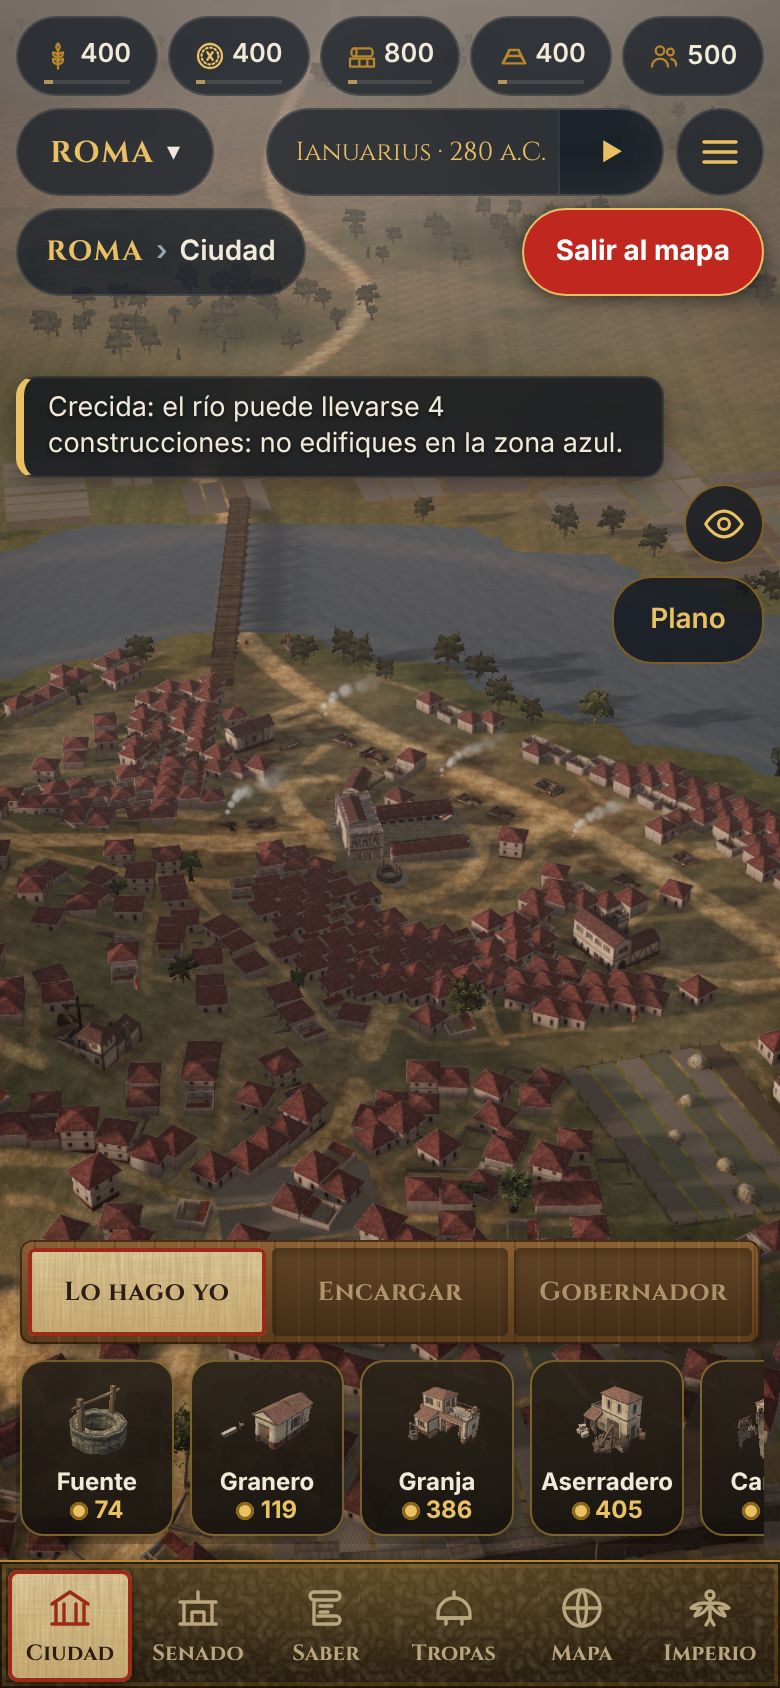 400
400
800
400
500
ROMA ▾
Ianuarius · 280 a.C.
ROMA › Ciudad
Salir al mapa
Crecida: el río puede llevarse 4
construcciones: no edifiques en la zona azul.
Plano
Lo hago yo
Encargar
Gobernador
Fuente
74
Granero
119
Granja
386
Aserradero
405
Ca
Ciudad
Senado
Saber
Tropas
Mapa
Imperio